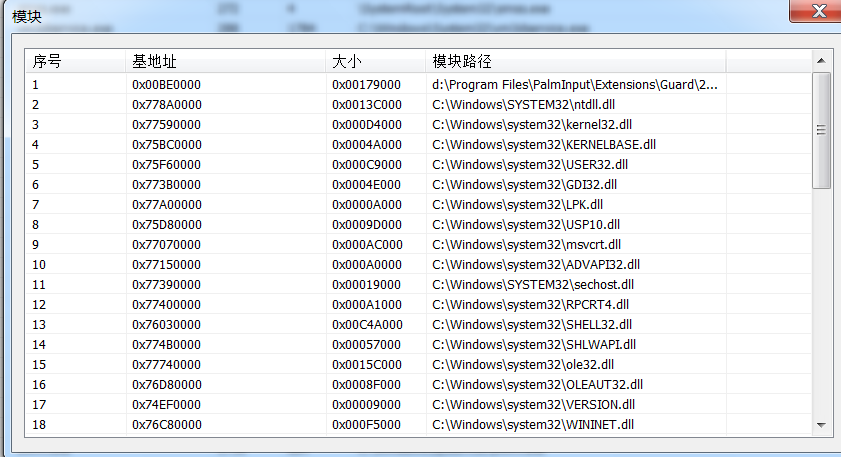 模块
序号 基地址 大小 模块路径
1 0x00BE0000 0x00179000 d:\Program Files\PalmInput\Extensions\Guard\2...
2 0x778A0000 0x0013C000 C:\Windows\SYSTEM32\ntdll.dll
3 0x77590000 0x000D4000 C:\Windows\system32\kernel32.dll
4 0x75BC0000 0x0004A000 C:\Windows\system32\KERNELBASE.dll
5 0x75F60000 0x000C9000 C:\Windows\system32\USER32.dll
6 0x773B0000 0x0004E000 C:\Windows\system32\GDI32.dll
7 0x77A00000 0x0000A000 C:\Windows\system32\LPK.dll
8 0x75D80000 0x0009D000 C:\Windows\system32\USP10.dll
9 0x77070000 0x000AC000 C:\Windows\system32\msvcrt.dll
10 0x77150000 0x000A0000 C:\Windows\system32\ADVAPI32.dll
11 0x77390000 0x00019000 C:\Windows\SYSTEM32\sechost.dll
12 0x77400000 0x000A1000 C:\Windows\system32\RPCRT4.dll
13 0x76030000 0x00C4A000 C:\Windows\system32\SHELL32.dll
14 0x774B0000 0x00057000 C:\Windows\system32\SHLWAPI.dll
15 0x77740000 0x0015C000 C:\Windows\system32\ole32.dll
16 0x76D80000 0x0008F000 C:\Windows\system32\OLEAUT32.dll
17 0x74EF0000 0x00009000 C:\Windows\system32\VERSION.dll
18 0x76C80000 0x000F5000 C:\Windows\system32\WININET.dll